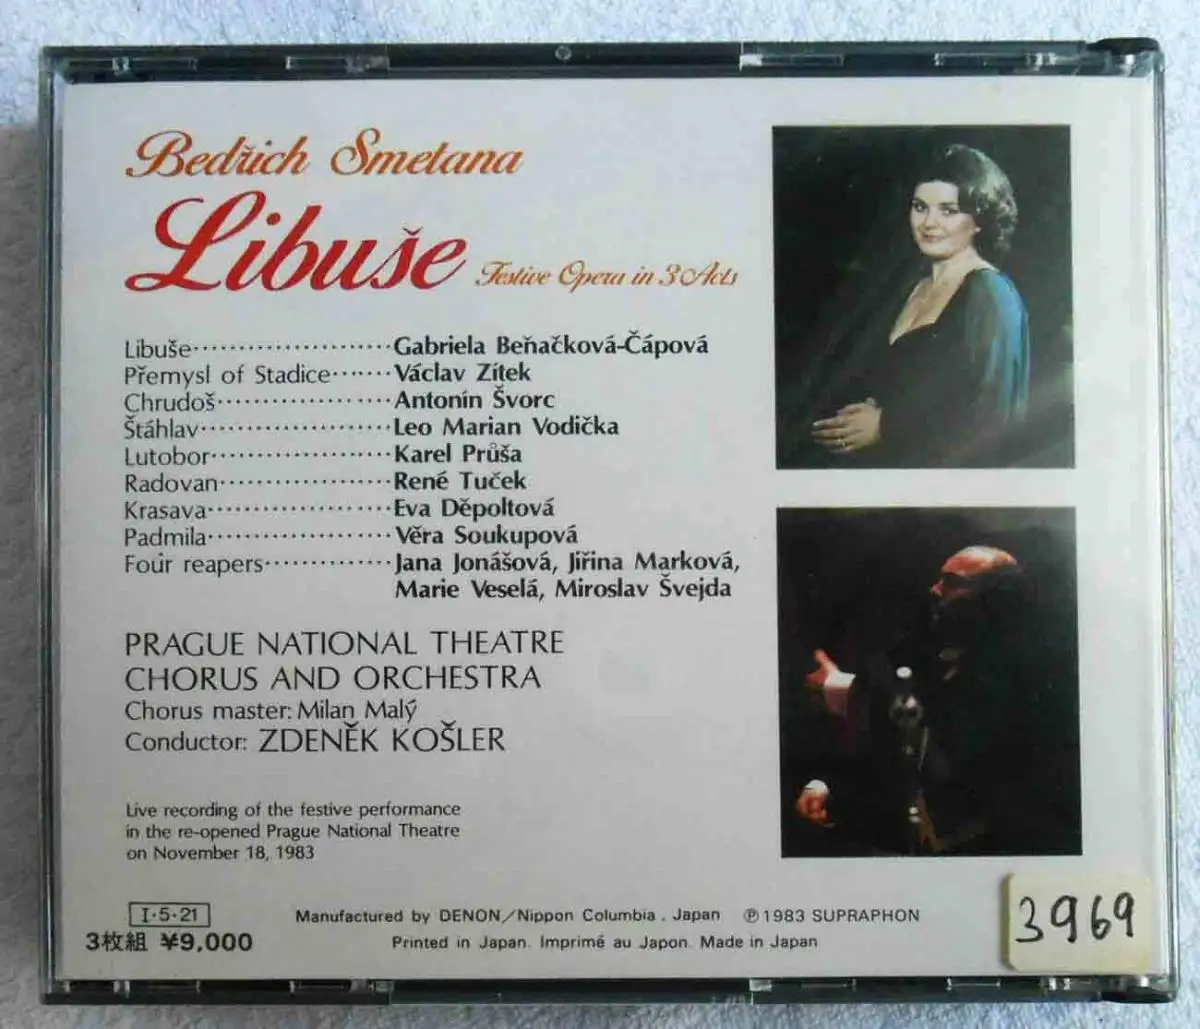 Bedřich Smetana
Libuše Festive Opera in 3 Acts
Libuše······················Gabriela Beňačková-Čápová
Přemysl of Stadice·······Václav Zítek
Chrudoš···················Antonín Švorc
Štáhlav·····················Leo Marian Vodička
Lutobor····················Karel Průša
Radovan···················René Tuček
Krasava····················Eva Děpoltová
Padmila····················Věra Soukupová
Four reapers··············Jana Jonášová, Jiřina Marková,
Marie Veselá, Miroslav Švejda
PRAGUE NATIONAL THEATRE
CHORUS AND ORCHESTRA
Chorus master: Milan Malý
Conductor: ZDENĚK KOŠLER
Live recording of the festive performance
in the re-opened Prague National Theatre
on November 18, 1983
I·5·21
3枚組 ¥9,000
Manufactured by DENON/Nippon Columbia, Japan ℗1983 SUPRAPHON
Printed in Japan. Imprimé au Japon. Made in Japan
3969